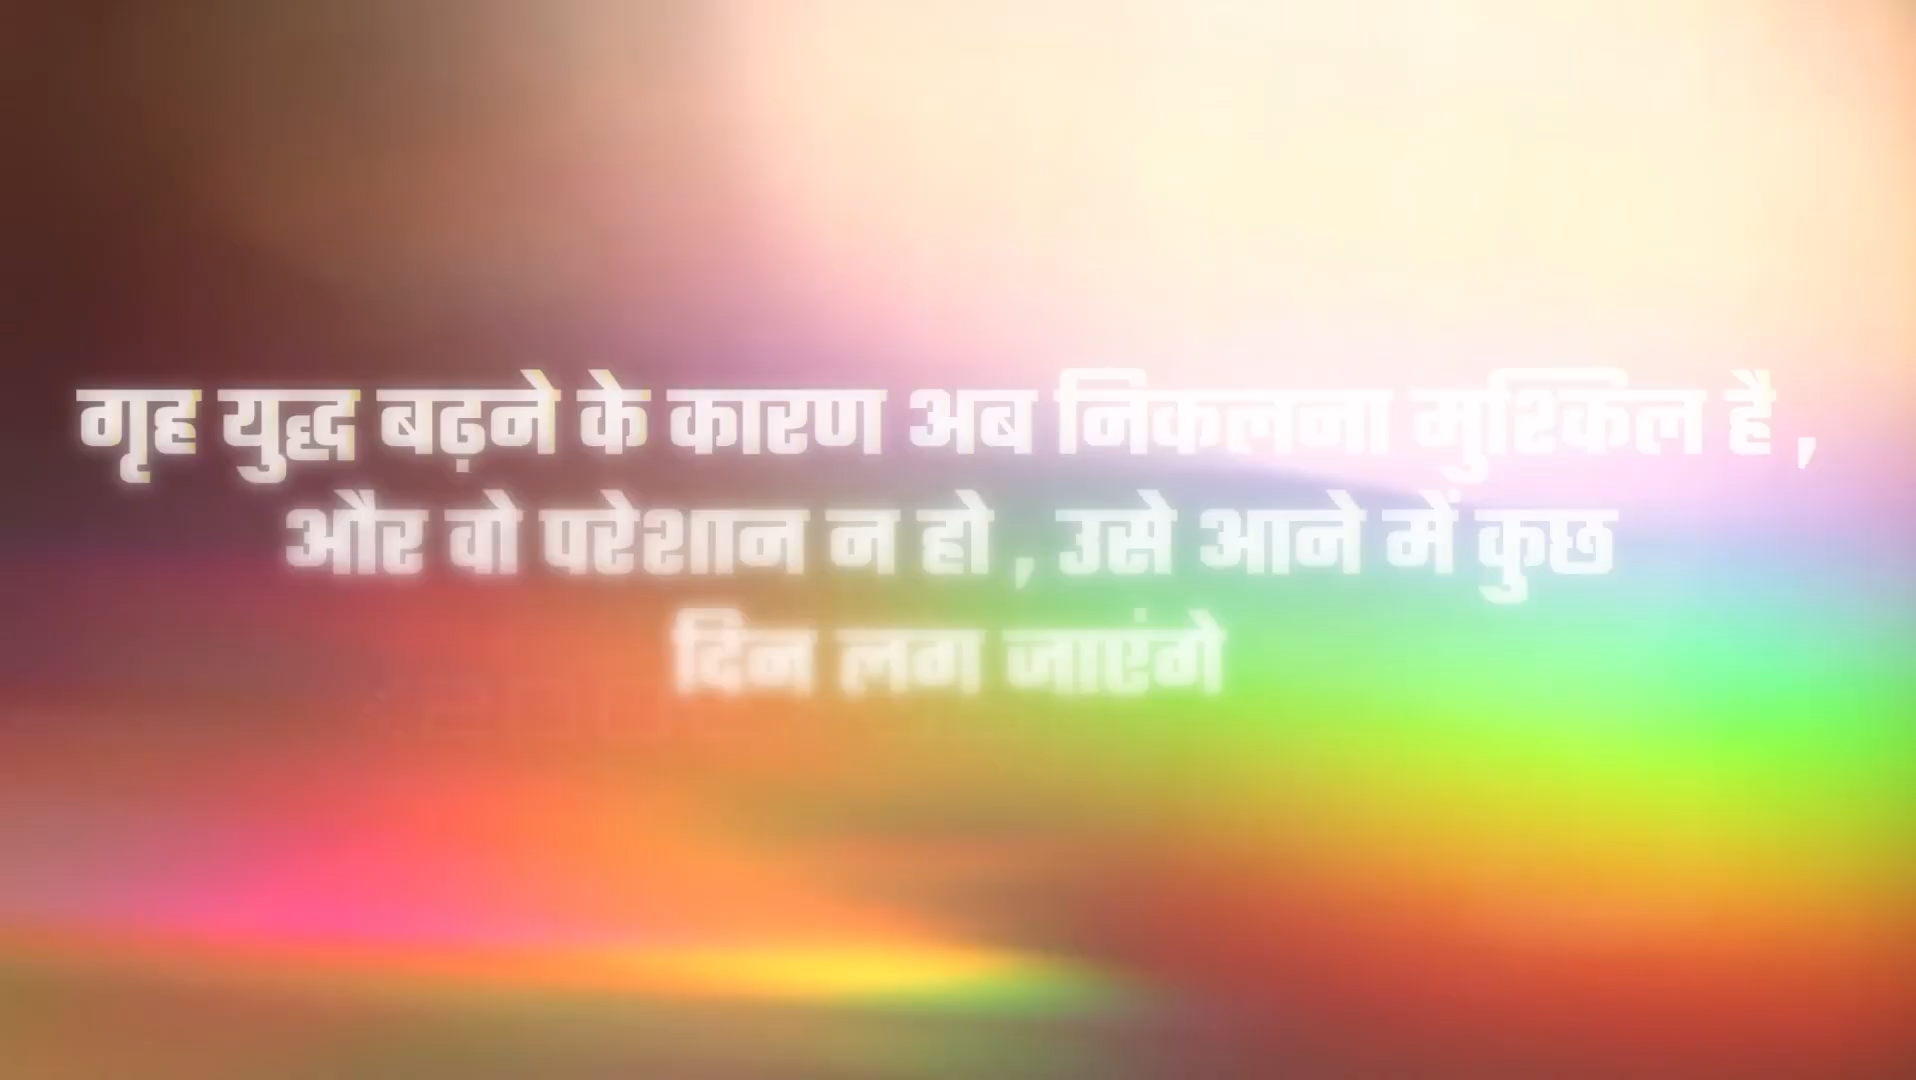 गृह युद्ध बढ़ने के कारण अब निकलना मुश्किल है ,
और वो परेशान न हो , उसे आने में कुछ
दिन लग जाएंगे